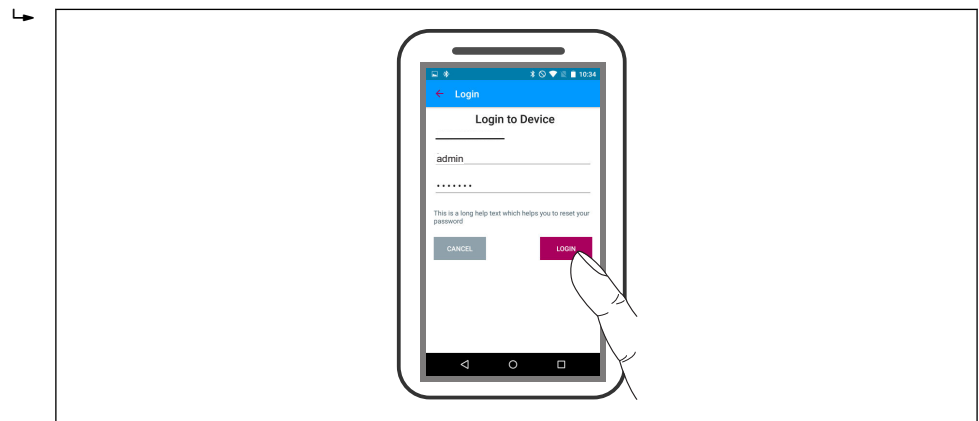 10:34
Login
Login to Device
admin
•••••••
This is a long help text which helps you to reset your
password
CANCEL LOGIN